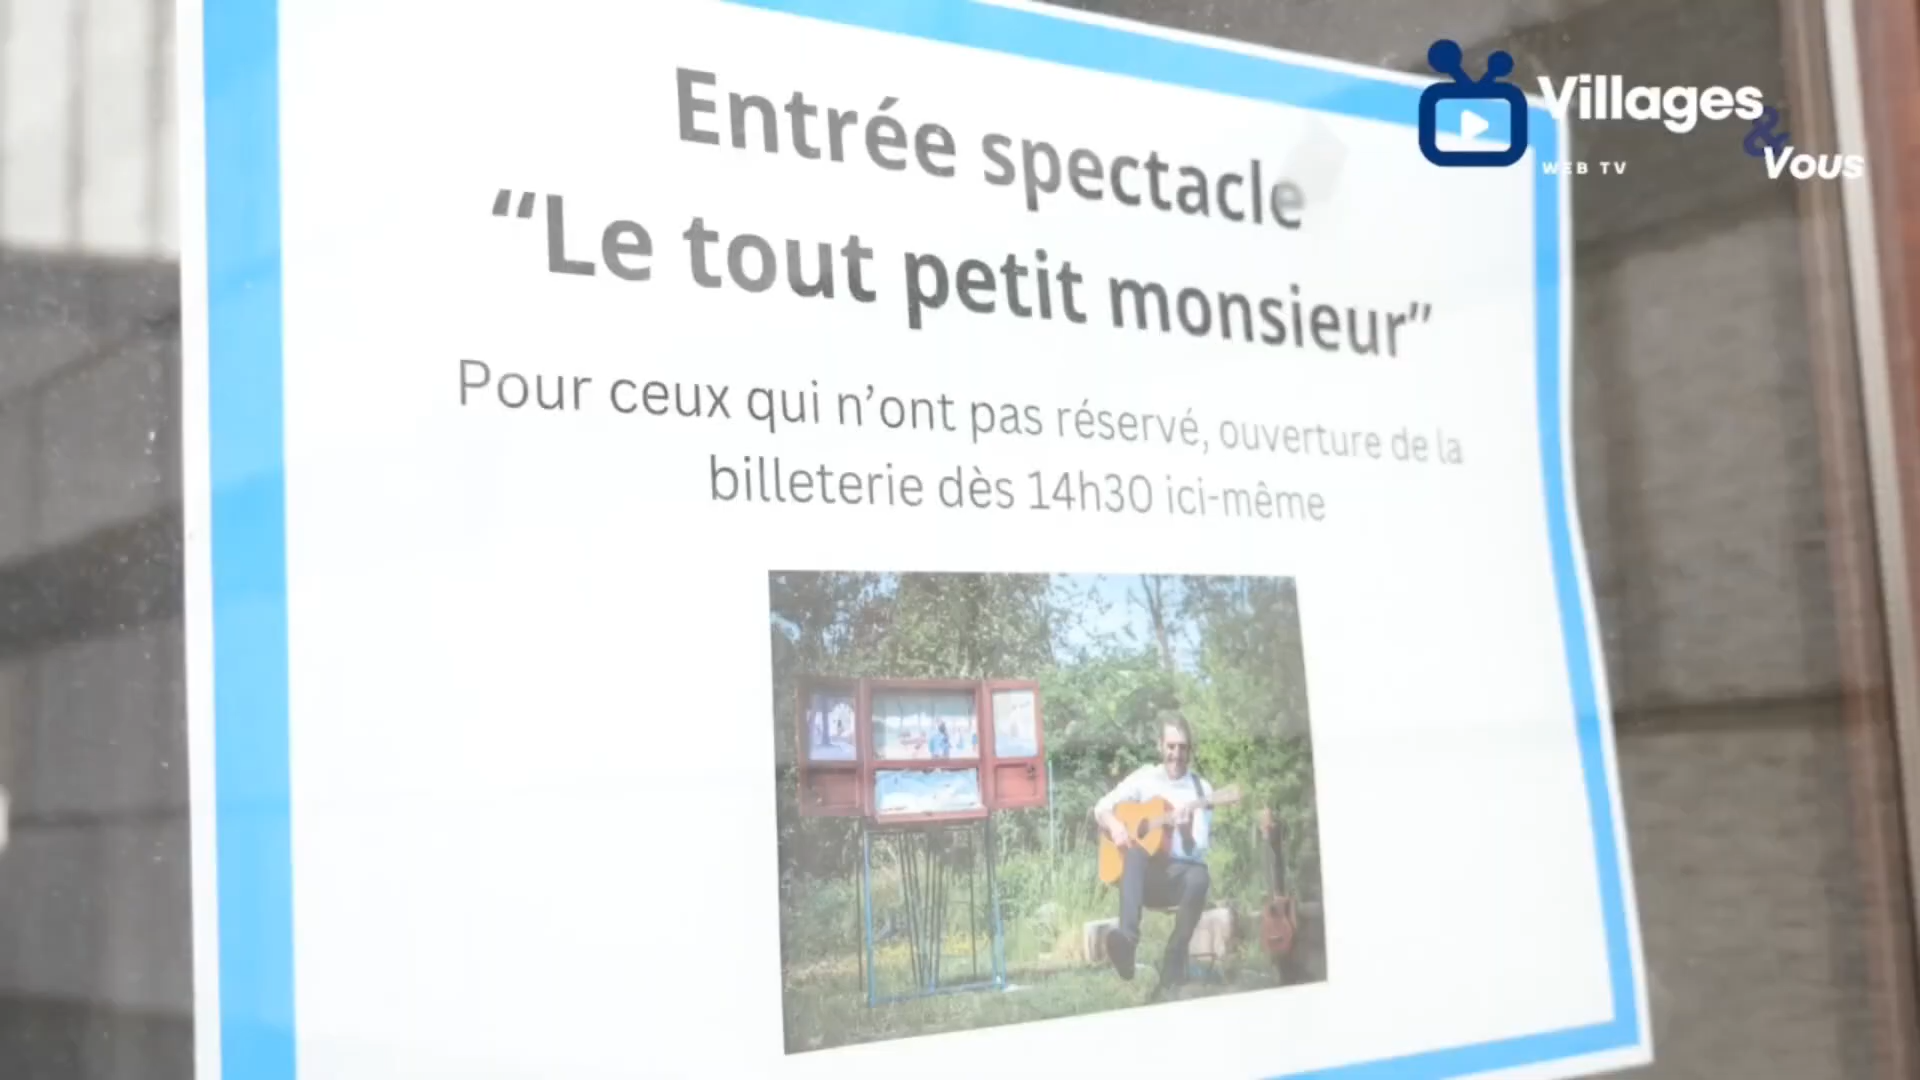 Villages
&
Vous
WEB TV
Entrée spectacle
“Le tout petit monsieur”
Pour ceux qui n’ont pas réservé, ouverture de la
billeterie dès 14h30 ici-même